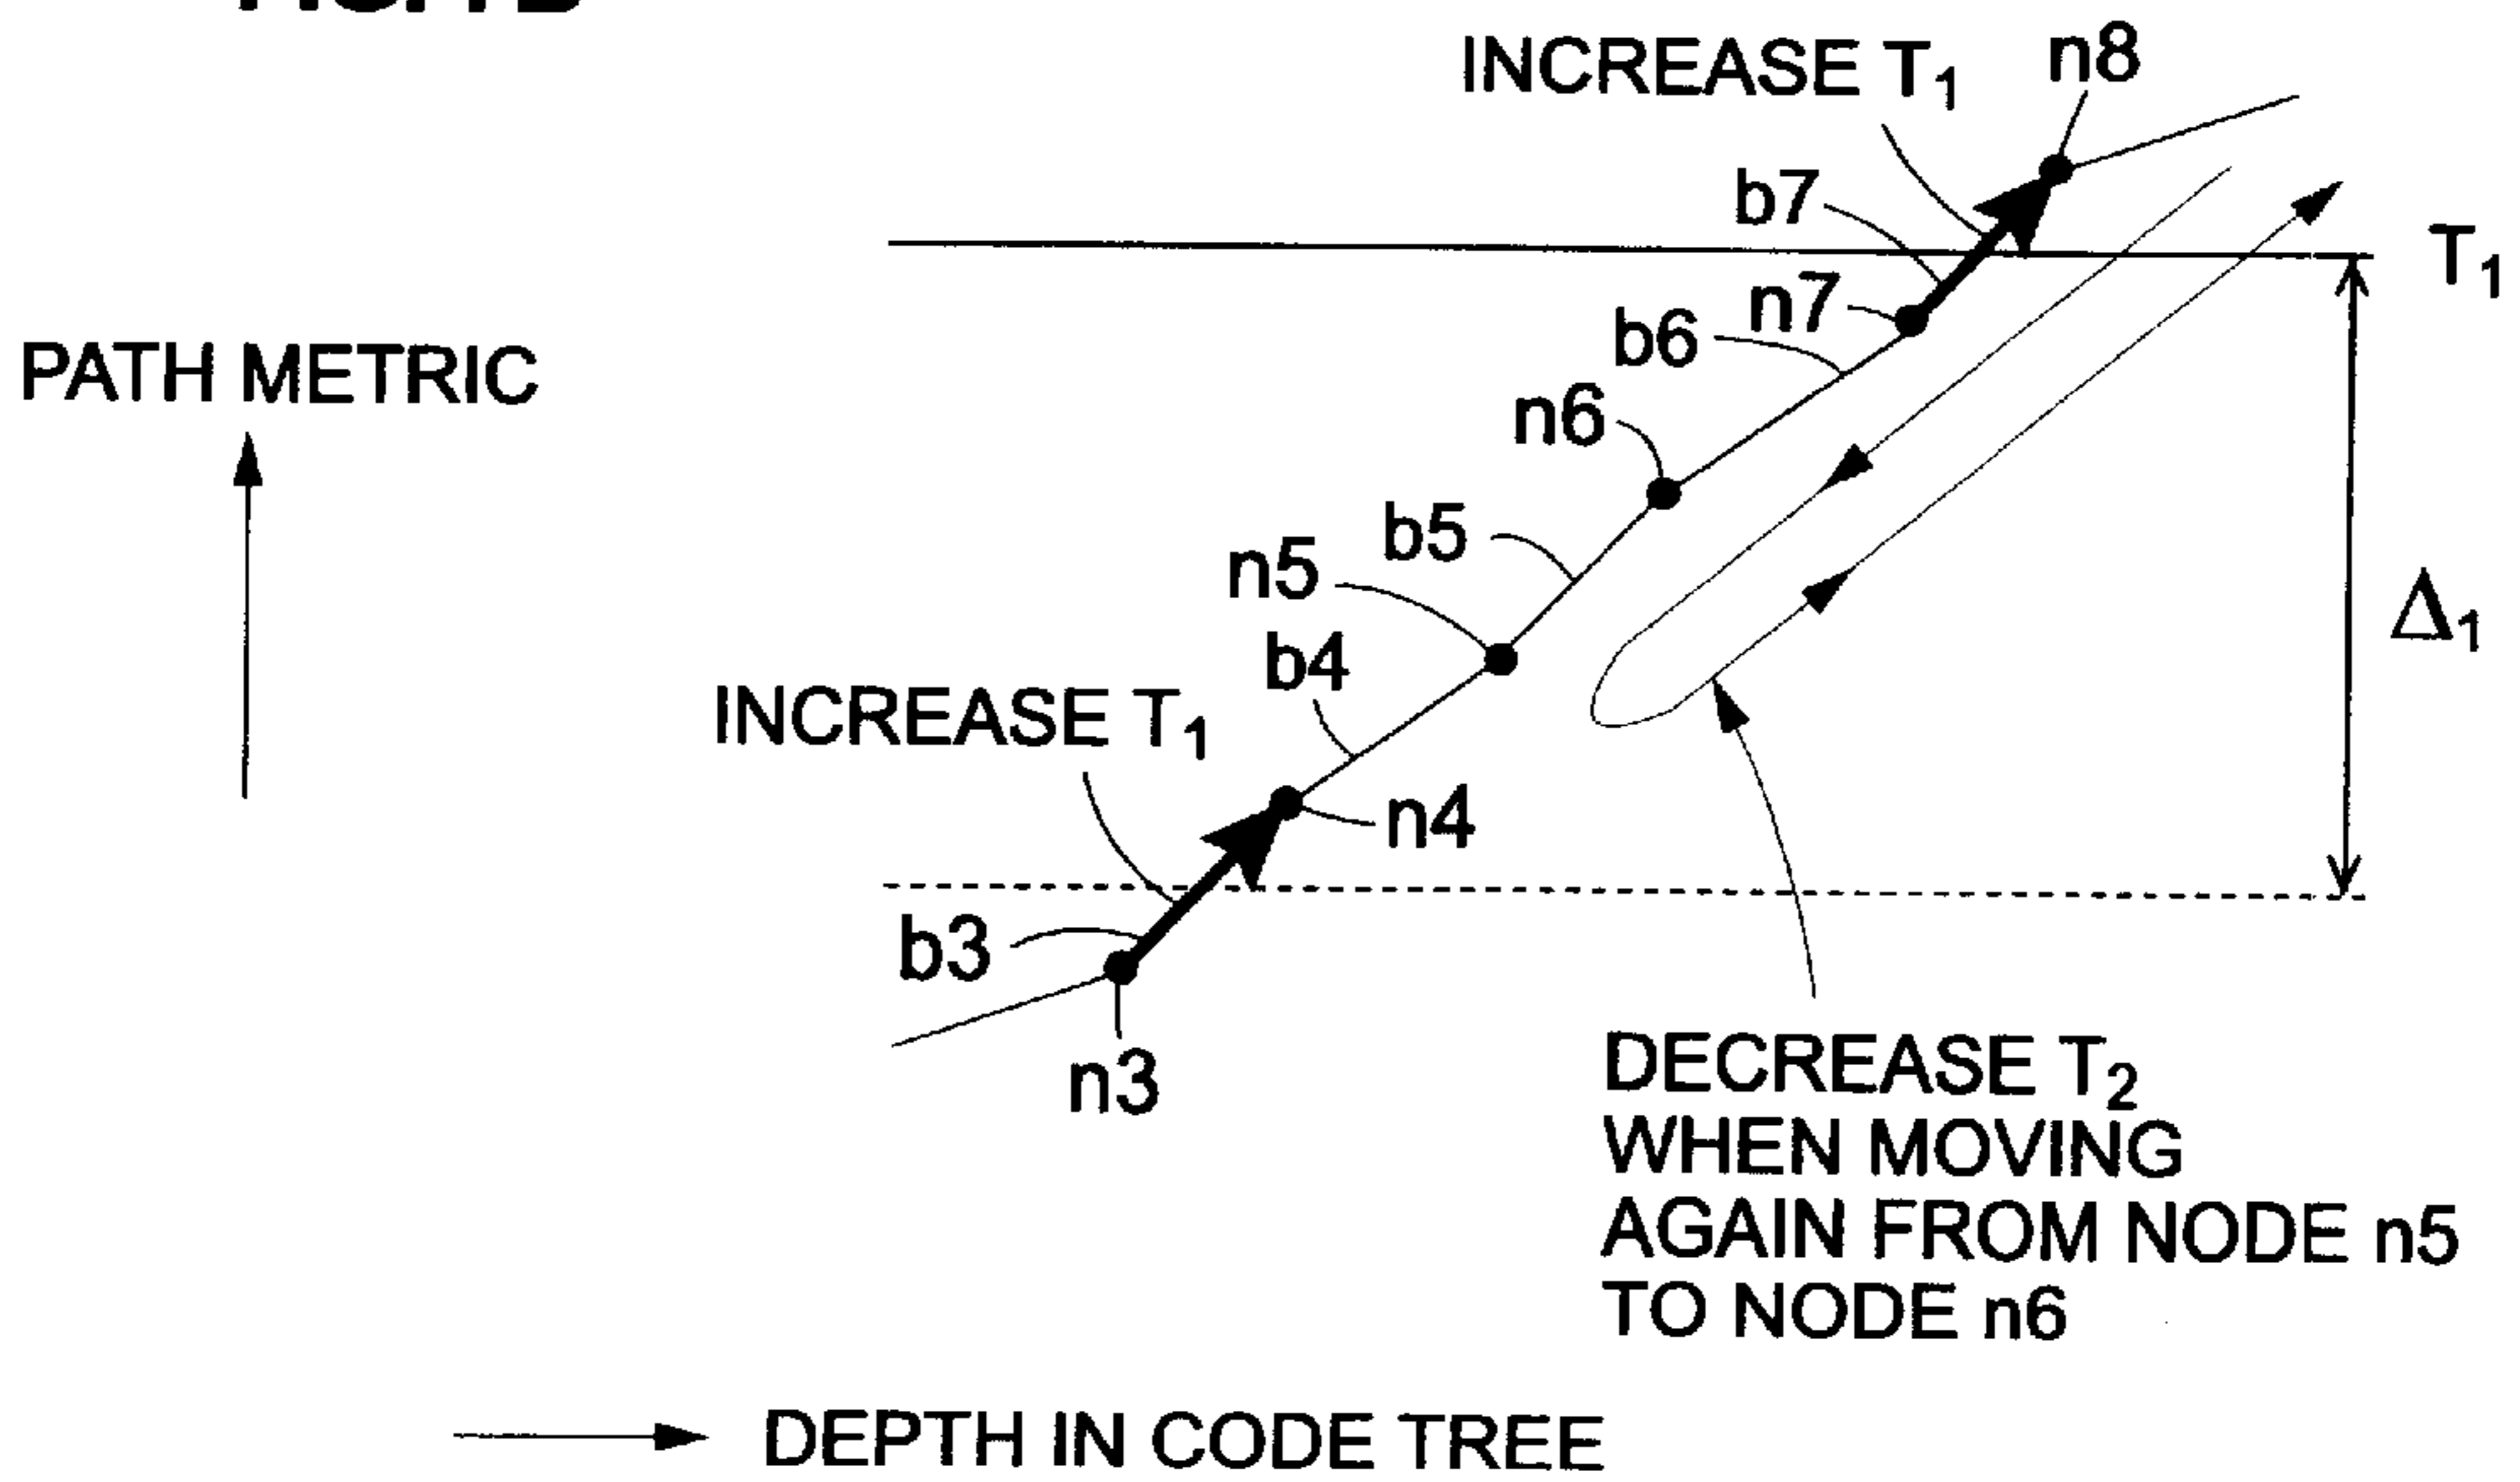 INCREASE T1
n8
b7
T1
n7
b6
PATH METRIC
n6
b5
n5
b4
Δ1
INCREASE T1
n4
b3
n3
DECREASE T2
WHEN MOVING
AGAIN FROM NODE n5
TO NODE n6
DEPTH IN CODE TREE